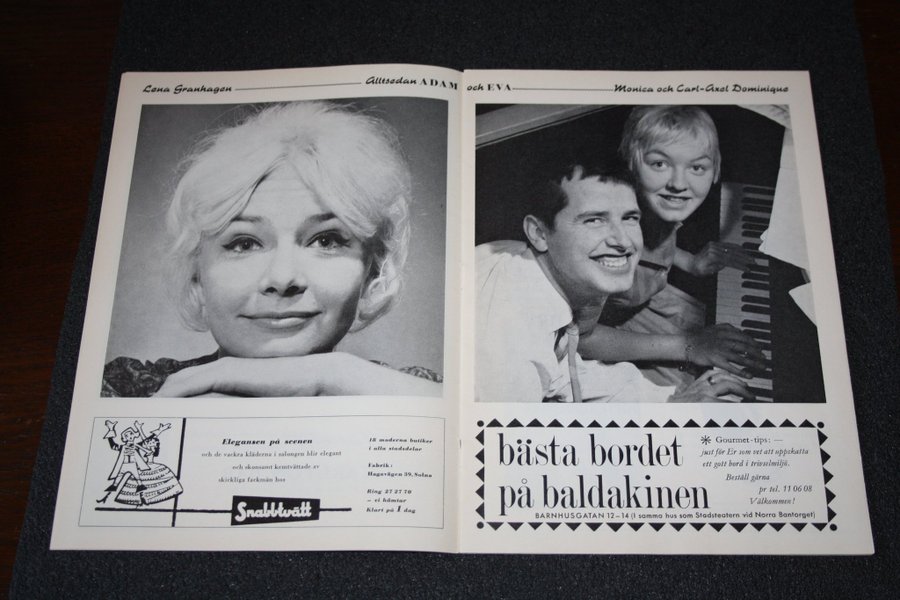 Lena Granhagen
Alltsedan ADAM och EVA
Monica och Carl-Axel Dominique
Elegansen på scenen
och de vackra kläderna i salongen blir elegant
och skonsamt kemtvättade av
skickliga fackmän hos
Snabbtvätt
18 moderna butiker
i alla stadsdelar
Fabrik:
Hagavägen 39, Solna
Ring 27 27 70
– vi hämtar
Klart på 1 dag
bästa bordet
på baldakinen
Gourmet-tips: —
just för Er som vet att uppskatta
ett gott bord i trivselmiljö.
Beställ gärna
pr tel. 11 06 08
Välkommen!
BARNHUSGATAN 12–14 (I samma hus som Stadsteatern vid Norra Bantorget)